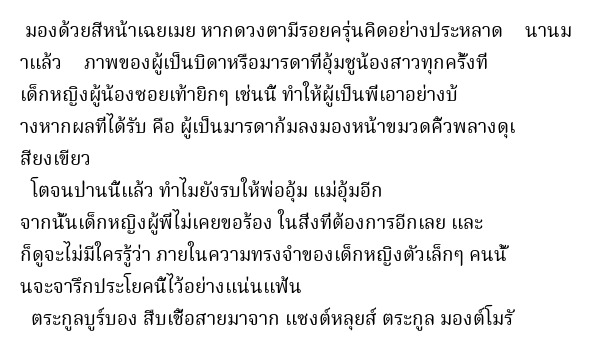 มองด้วยสีหน้าเฉยเมย หากดวงตามีรอยครุ่นคิดอย่างประหลาด นานม
าแล้ว ภาพของผู้เป็นบิดาหรือมารดาที่อุ้มชูน้องสาวทุกครั้งที่
เด็กหญิงผู้น้องซอยเท้ายิกๆ เช่นนี้ ทำให้ผู้เป็นพี่เอาอย่างบ้
างหากผลที่ได้รับ คือ ผู้เป็นมารดาก้มลงมองหน้าขมวดคิ้วพลางดุเ
สียงเขียว
โตจนปานนี้แล้ว ทำไมยังรบให้พ่ออุ้ม แม่อุ้มอีก
จากนั้นเด็กหญิงผู้พี่ไม่เคยขอร้อง ในสิ่งที่ต้องการอีกเลย และ
ก็ดูจะไม่มีใครรู้ว่า ภายในความทรงจำของเด็กหญิงตัวเล็กๆ คนนั้
นจะจารึกประโยคนี้ไว้อย่างแน่นแฟ้น
ตระกูลบูร์บอง สืบเชื้อสายมาจาก แซงต์หลุยส์ ตระกูล มองต์โมรั